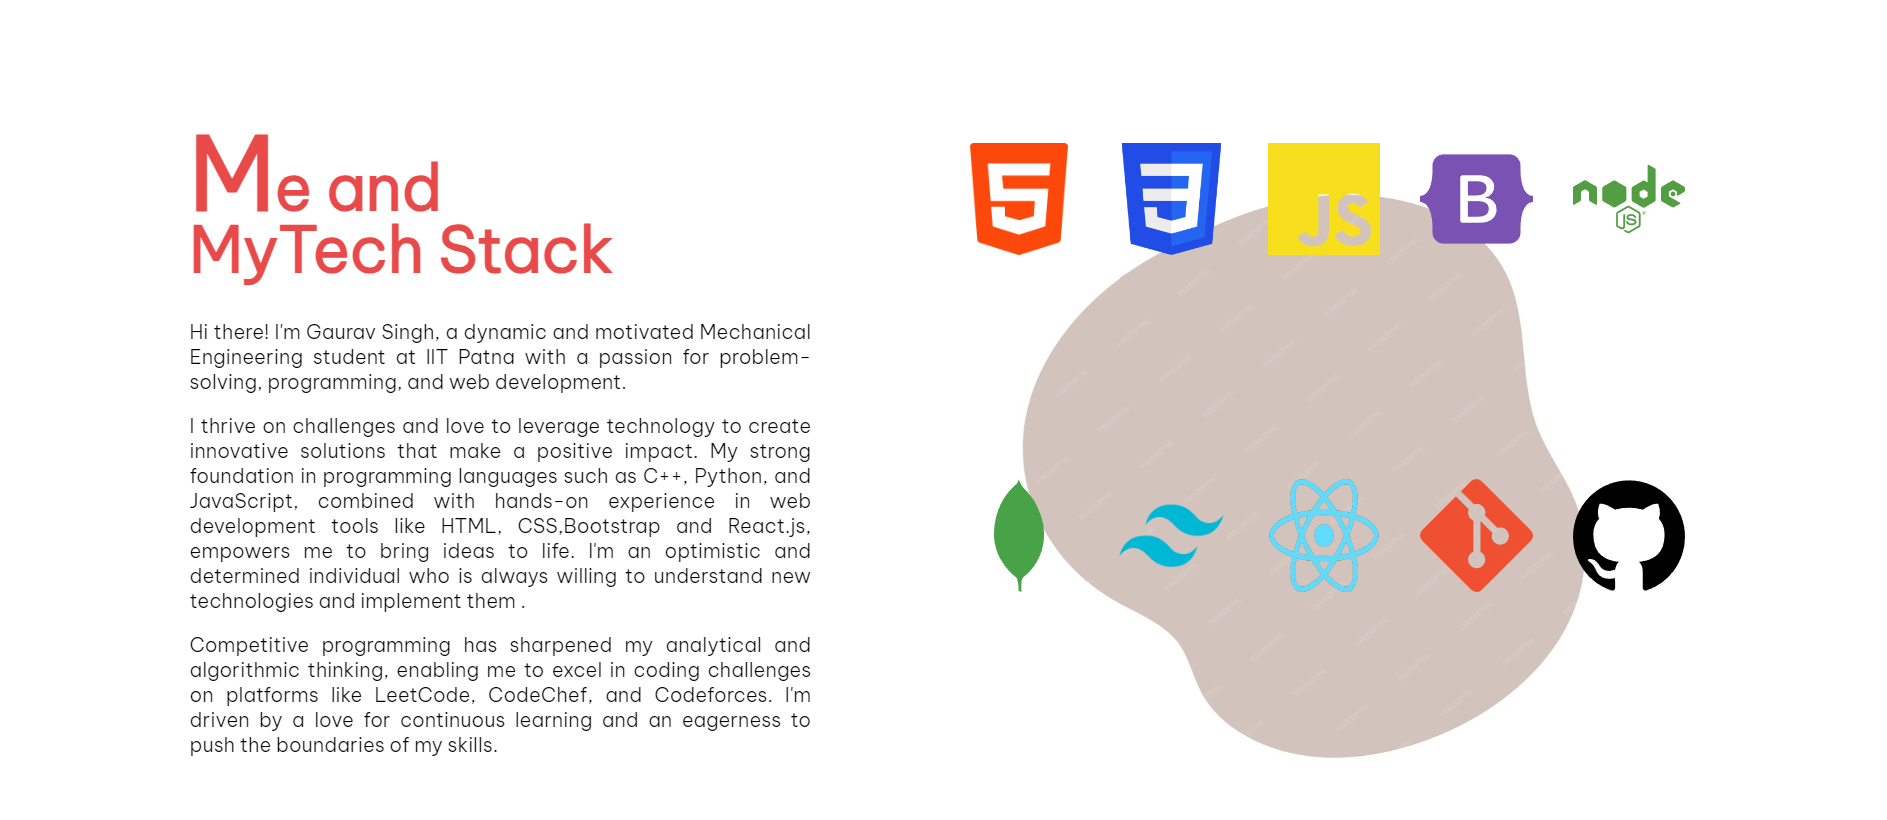 Me and
MyTech Stack
Hi there! I'm Gaurav Singh, a dynamic and motivated Mechanical
Engineering student at IIT Patna with a passion for problem-
solving, programming, and web development.
I thrive on challenges and love to leverage technology to create
innovative solutions that make a positive impact. My strong
foundation in programming languages such as C++, Python, and
JavaScript, combined with hands-on experience in web
development tools like HTML, CSS,Bootstrap and React.js,
empowers me to bring ideas to life. I'm an optimistic and
determined individual who is always willing to understand new
technologies and implement them .
Competitive programming has sharpened my analytical and
algorithmic thinking, enabling me to excel in coding challenges
on platforms like LeetCode, CodeChef, and Codeforces. I'm
driven by a love for continuous learning and an eagerness to
push the boundaries of my skills.
5
3
JS
B
node
JS